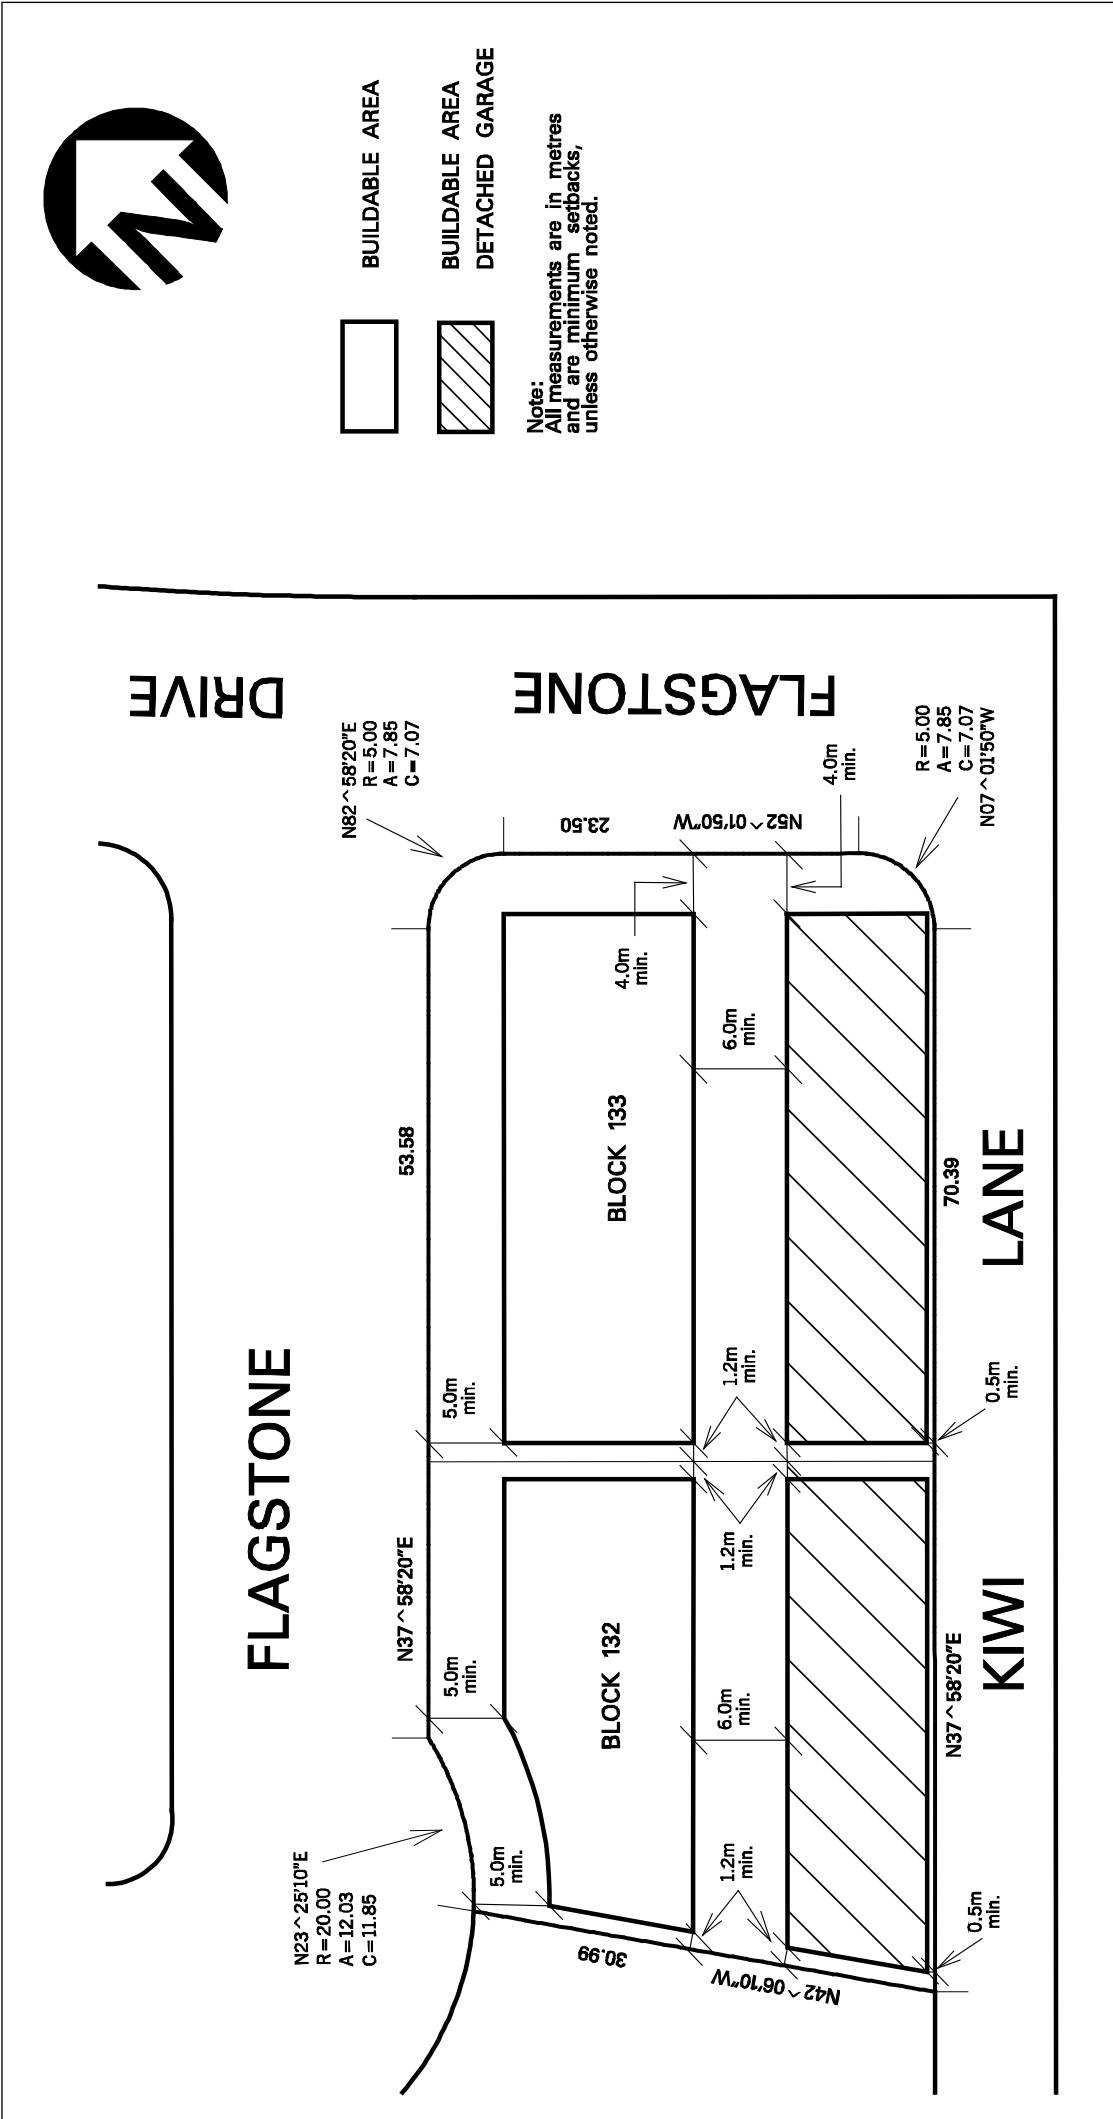 N
BUILDABLE AREA
BUILDABLE AREA
DETACHED GARAGE
Note:
All measurements are in metres
and are minimum setbacks,
unless otherwise noted.
FLAGSTONE
DRIVE
FLAGSTONE
KIWI
LANE
N23^25'10"E
R=20.00
A=12.03
C=11.85
N37^58'20"E
53.58
N82^58'20"E
R=5.00
A=7.85
C=7.07
23.50
N52^01'50"W
R=5.00
A=7.85
C=7.07
N07^01'50"W
5.0m
min.
5.0m
min.
5.0m
min.
BLOCK 132
BLOCK 133
4.0m
min.
4.0m
min.
6.0m
min.
6.0m
min.
1.2m
min.
1.2m
min.
1.2m
min.
30.99
N42^06'10"W
0.5m
min.
0.5m
min.
N37^58'20"E
70.39